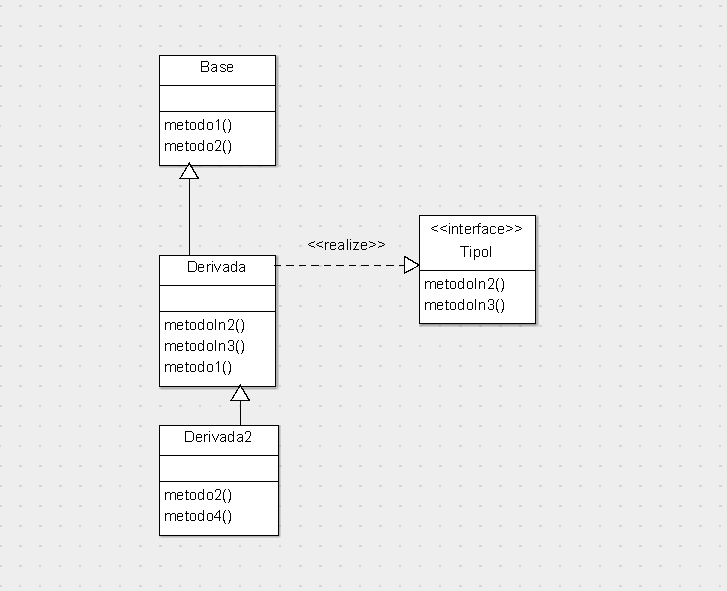 Base
metodo1()
metodo2()
Derivada
metodoIn2()
metodoIn3()
metodo1()
Derivada2
metodo2()
metodo4()
<<realize>>
<<interface>>
TipoI
metodoIn2()
metodoIn3()